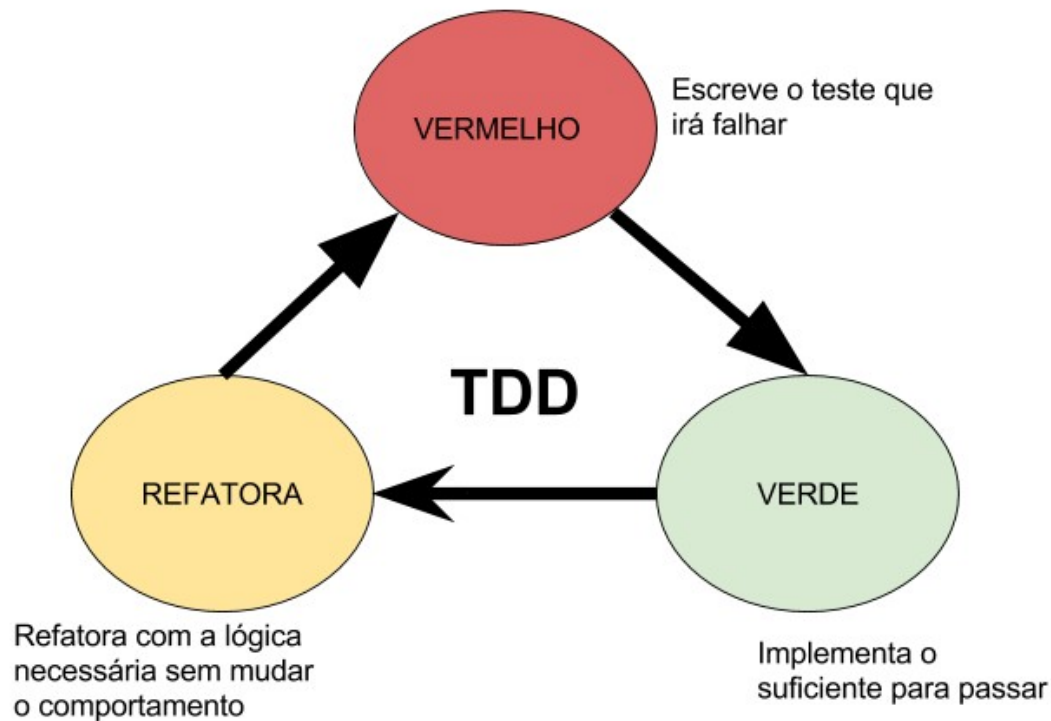 VERMELHO
Escreve o teste que
irá falhar
TDD
REFATORA
VERDE
Refatora com a lógica
necessária sem mudar
o comportamento
Implementa o
suficiente para passar